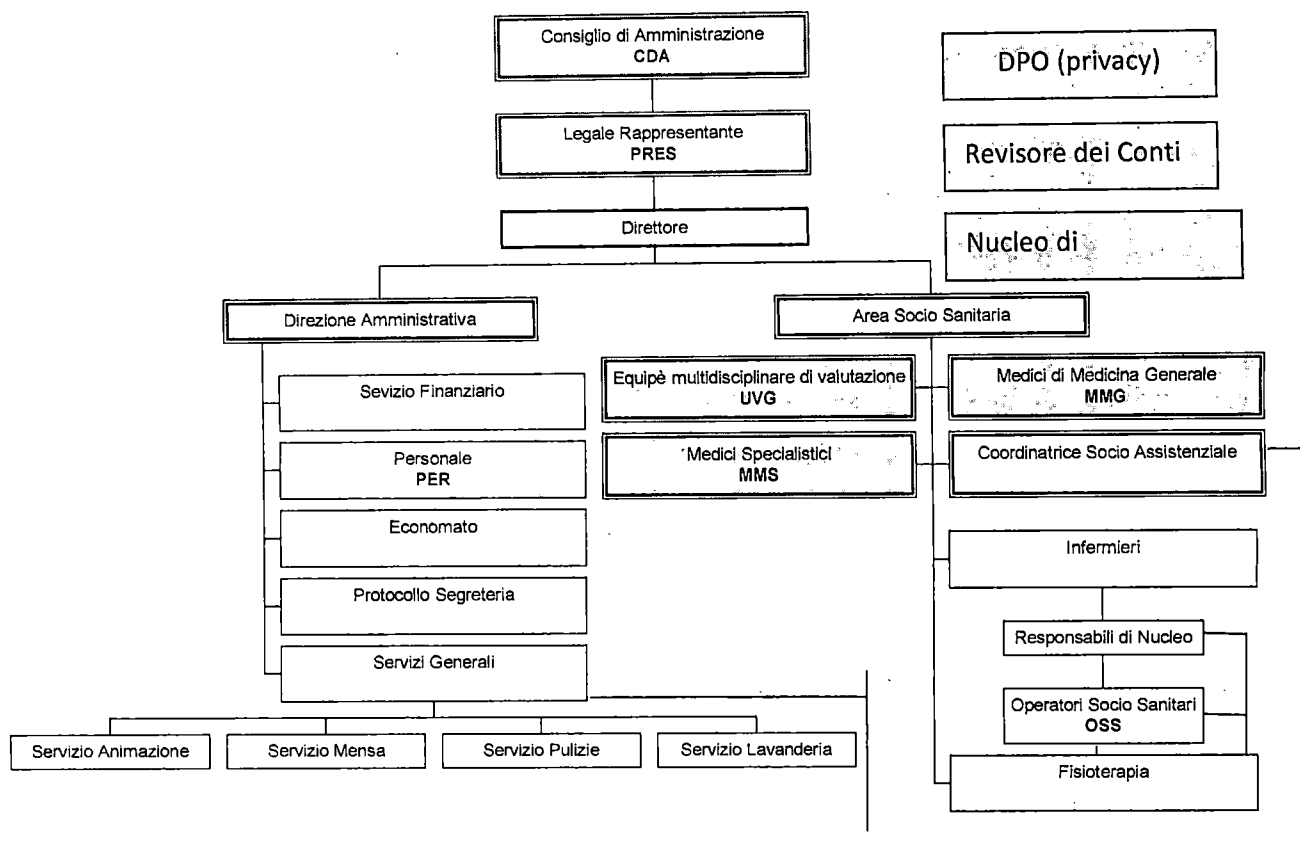 Consiglio di Amministrazione
CDA
DPO (privacy)
Legale Rappresentante
PRES
Revisore dei Conti
Direttore
Nucleo di
Direzione Amministrativa
Area Socio Sanitaria
Sevizio Finanziario
Equipè multidisciplinare di valutazione
UVG
Medici di Medicina Generale
MMG
Personale
PER
Medici Specialistici
MMS
Coordinatrice Socio Assistenziale
Economato
Infermieri
Protocollo Segreteria
Responsabili di Nucleo
Servizi Generali
Operatori Socio Sanitari
OSS
Servizio Animazione
Servizio Mensa
Servizio Pulizie
Servizio Lavanderia
Fisioterapia